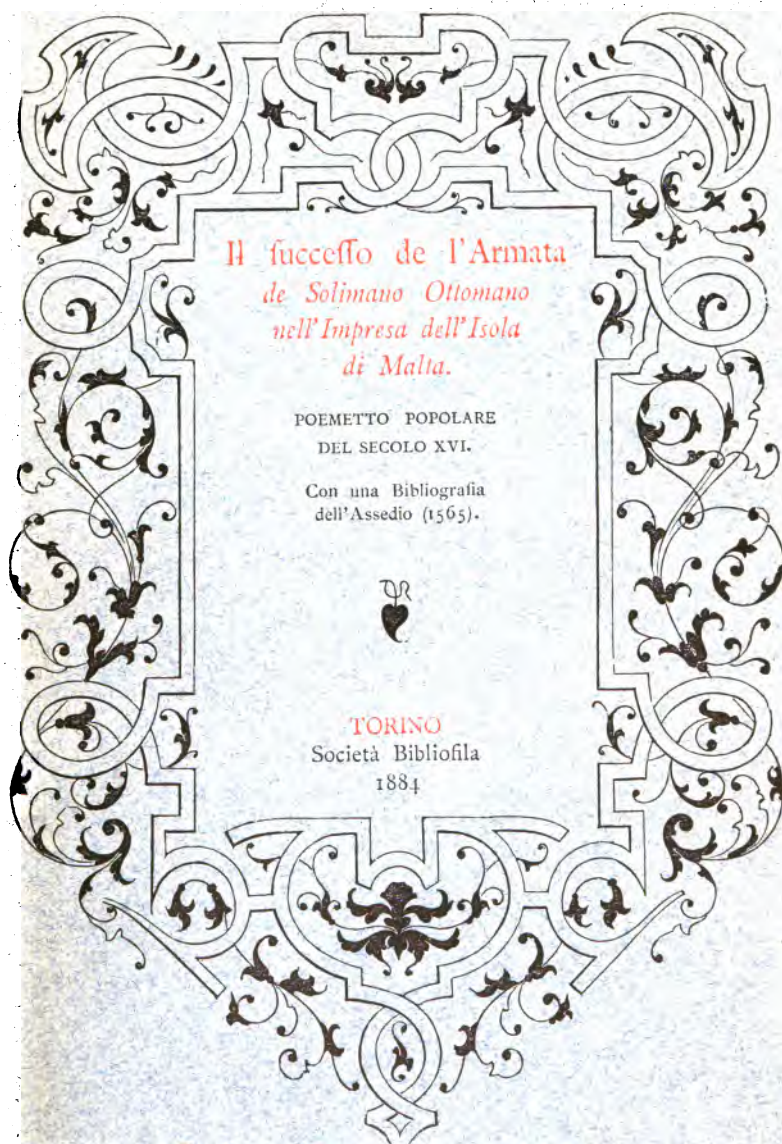 Il ſucceſſo de l'Armata
de Solimano Ottomano
nell'Impresa dell'Isola
di Malta.
POEMETTO POPOLARE
DEL SECOLO XVI.
Con una Bibliografia
dell'Assedio (1565).
TORINO
Società Bibliofila
1884